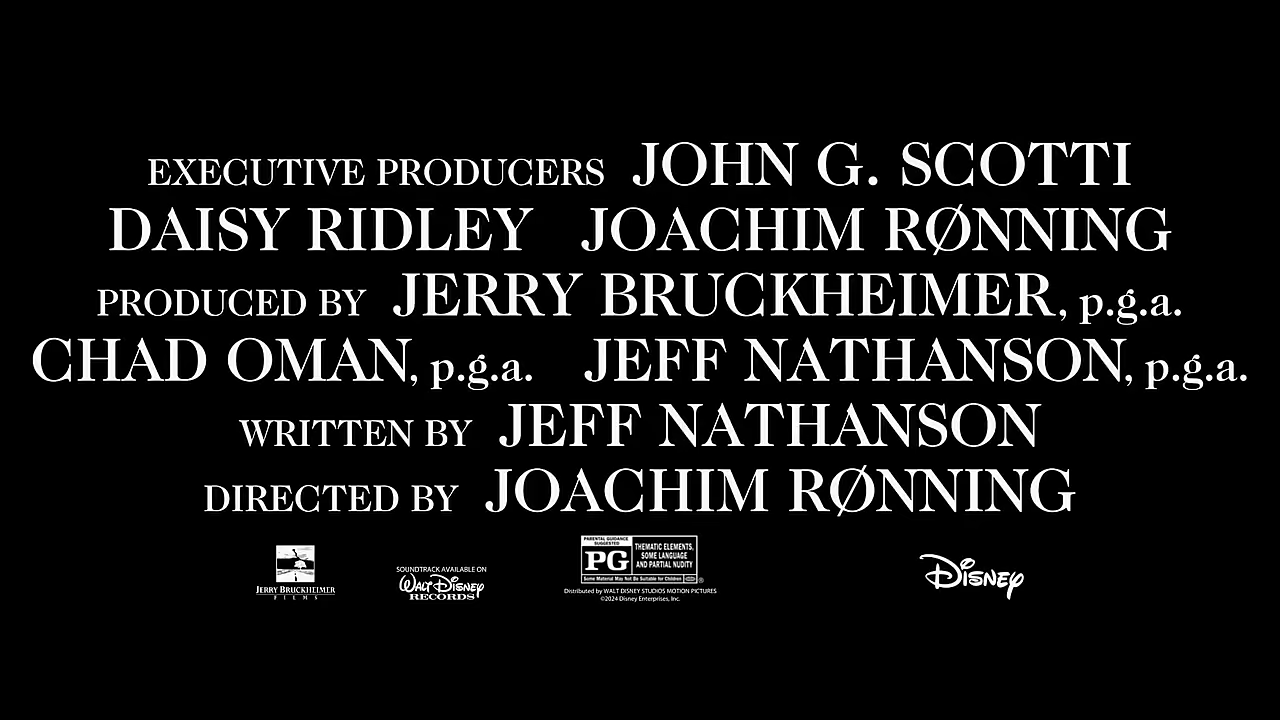 EXECUTIVE PRODUCERS JOHN G. SCOTTI
DAISY RIDLEY JOACHIM RØNNING
PRODUCED BY JERRY BRUCKHEIMER, p.g.a.
CHAD OMAN, p.g.a. JEFF NATHANSON, p.g.a.
WRITTEN BY JEFF NATHANSON
DIRECTED BY JOACHIM RØNNING
JERRY BRUCKHEIMER
FILMS
SOUNDTRACK AVAILABLE ON
WALT DISNEY
RECORDS
PARENTAL GUIDANCE SUGGESTED
PG
THEMATIC ELEMENTS,
SOME LANGUAGE
AND PARTIAL NUDITY
Some Material May Not Be Suitable for Children
®
Distributed by WALT DISNEY STUDIOS MOTION PICTURES
©2024 Disney Enterprises, Inc.
Disney